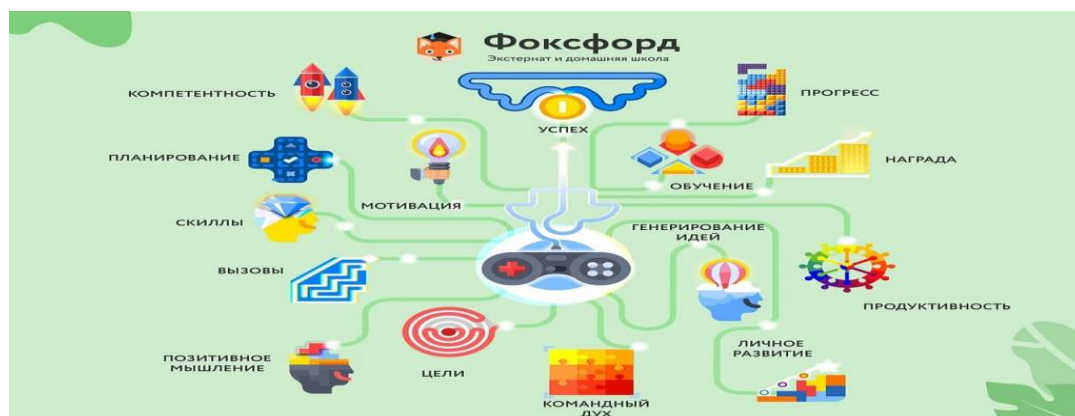 Фоксфорд
Экстернат и домашняя школа
КОМПЕТЕНТНОСТЬ
ПРОГРЕСС
УСПЕХ
ПЛАНИРОВАНИЕ
НАГРАДА
ОБУЧЕНИЕ
МОТИВАЦИЯ
СКИЛЛЫ
ГЕНЕРИРОВАНИЕ
ИДЕЙ
ВЫЗОВЫ
ПРОДУКТИВНОСТЬ
ПОЗИТИВНОЕ
МЫШЛЕНИЕ
ЦЕЛИ
ЛИЧНОЕ
РАЗВИТИЕ
КОМАНДНЫЙ
ДУХ